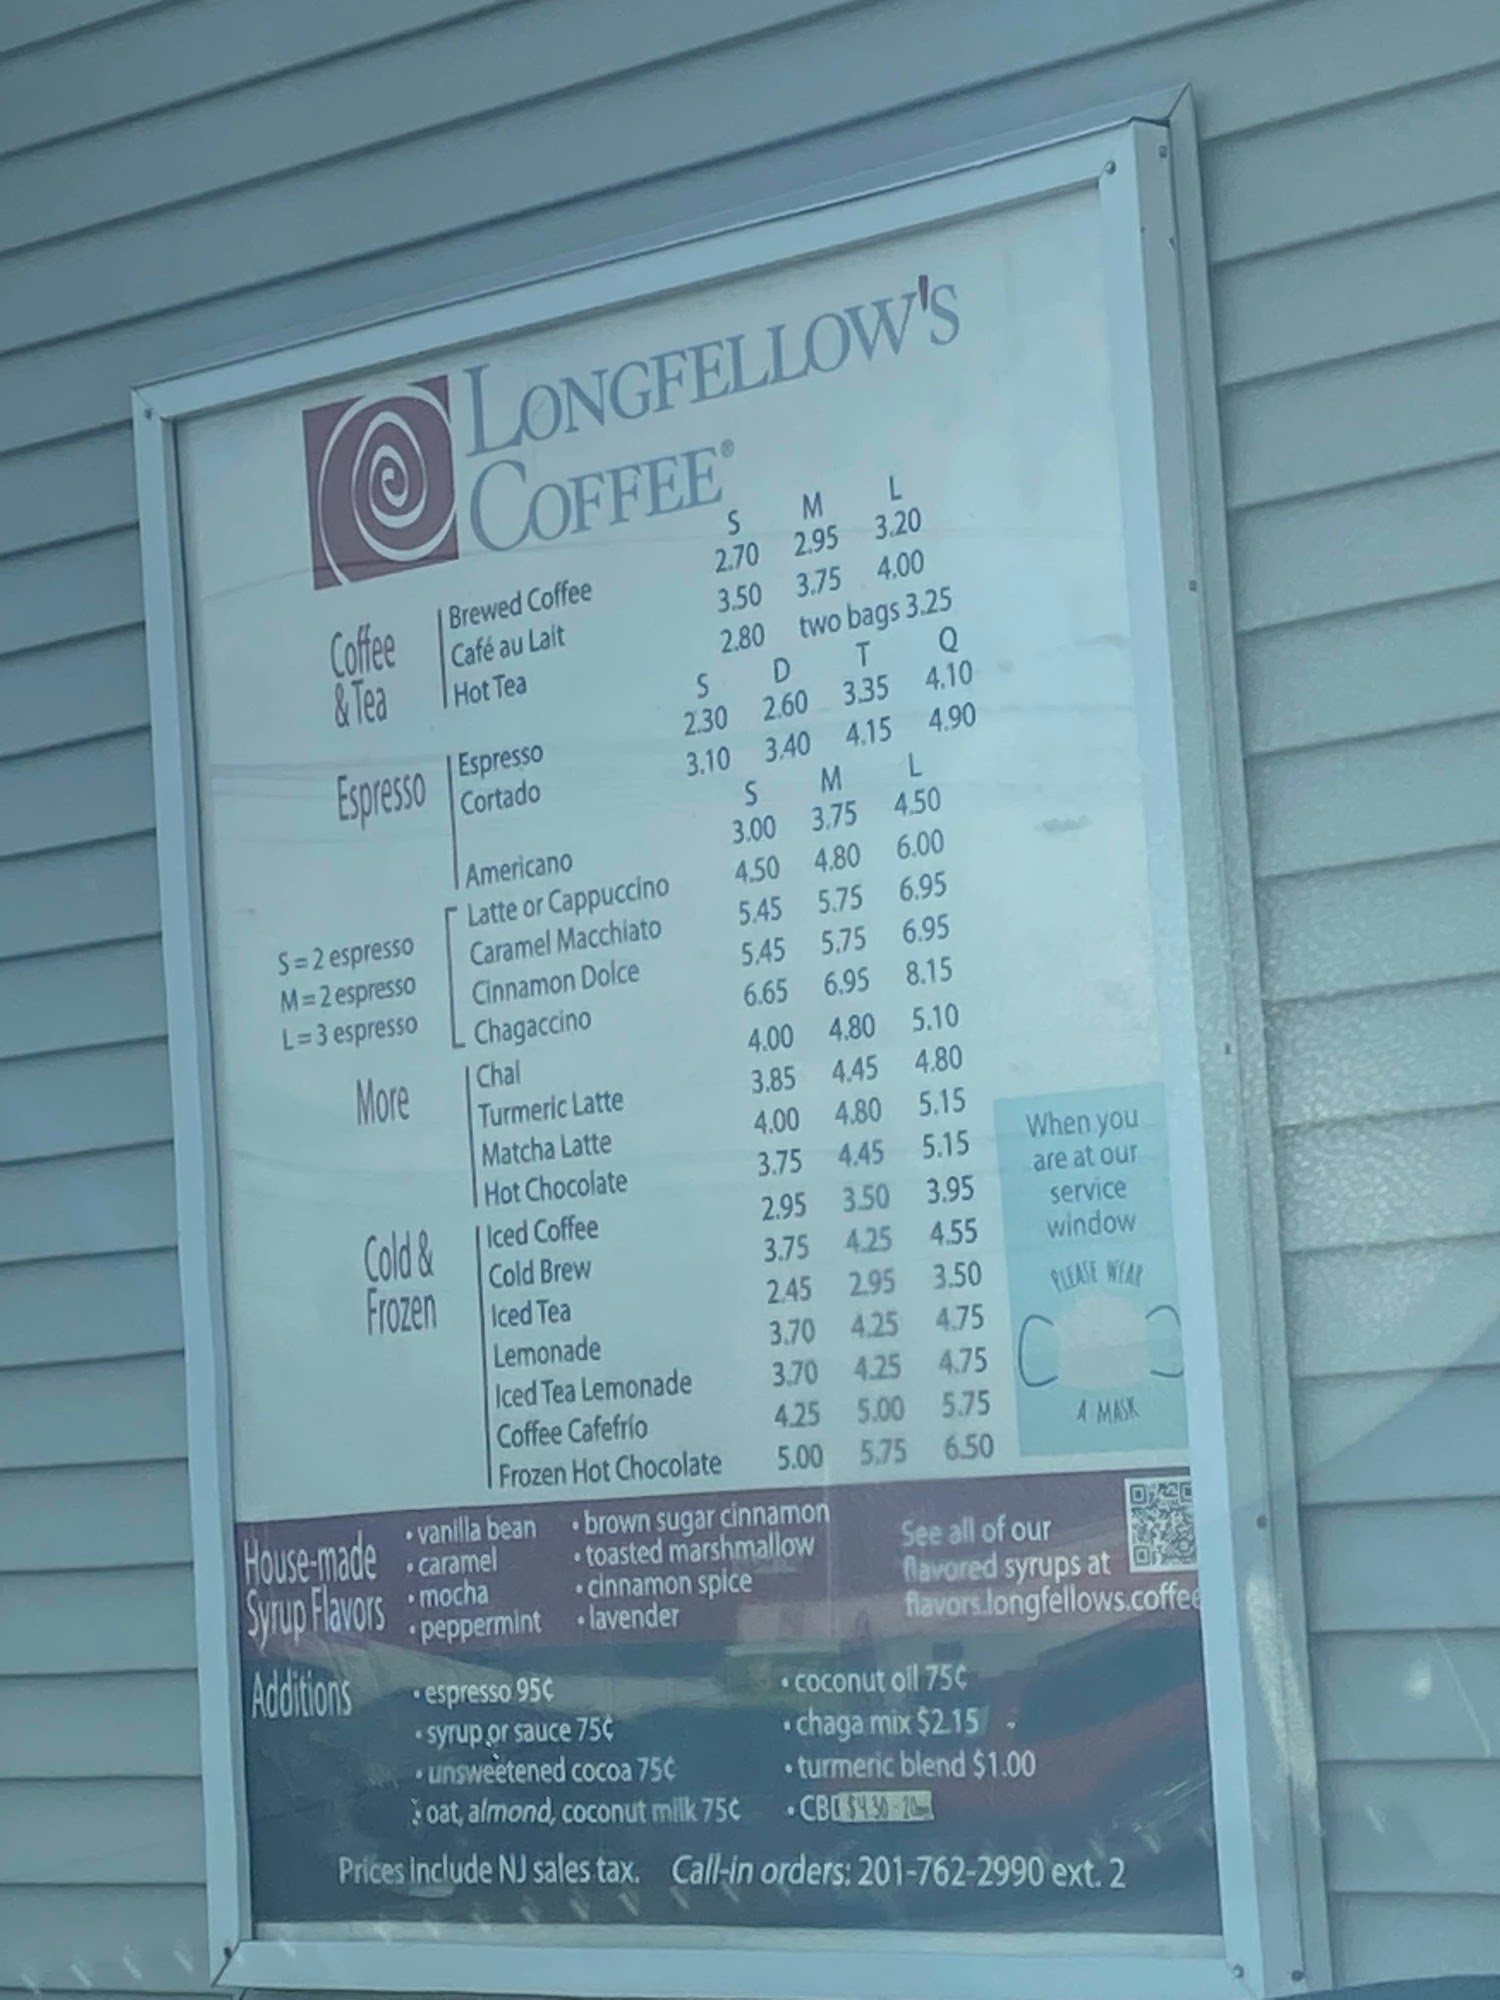 LONGFELLOW'S
COFFEE®
S M L
Coffee & Tea
Brewed Coffee 2.70 2.95 3.20
Café au Lait 3.50 3.75 4.00
Hot Tea 2.80 two bags 3.25
S D T Q
Espresso
Espresso 2.30 2.60 3.35 4.10
Cortado 3.10 3.40 4.15 4.90
S M L
Americano 3.00 3.75 4.50
Latte or Cappuccino 4.50 4.80 6.00
Caramel Macchiato 5.45 5.75 6.95
Cinnamon Dolce 5.45 5.75 6.95
Chagaccino 6.65 6.95 8.15
S = 2 espresso
M = 2 espresso
L = 3 espresso
More
Chai 4.00 4.80 5.10
Turmeric Latte 3.85 4.45 4.80
Matcha Latte 4.00 4.80 5.15
Hot Chocolate 3.75 4.45 5.15
Cold &
Frozen
Iced Coffee 2.95 3.50 3.95
Cold Brew 3.75 4.25 4.55
Iced Tea 2.45 2.95 3.50
Lemonade 3.70 4.25 4.75
Iced Tea Lemonade 3.70 4.25 4.75
Coffee Cafefrío 4.25 5.00 5.75
Frozen Hot Chocolate 5.00 5.75 6.50
When you
are at our
service
window
PLEASE WEAR
A MASK
House-made
Syrup Flavors
• vanilla bean
• caramel
• mocha
• peppermint
• brown sugar cinnamon
• toasted marshmallow
• cinnamon spice
• lavender
See all of our
flavored syrups at
flavors.longfellows.coffee
Additions
• espresso 95¢
• syrup or sauce 75¢
• unsweetened cocoa 75¢
• oat, almond, coconut milk 75¢
• coconut oil 75¢
• chaga mix $2.15
• turmeric blend $1.00
• CBD $4.30 - 20mg
Prices include NJ sales tax. Call-in orders: 201-762-2990 ext. 2